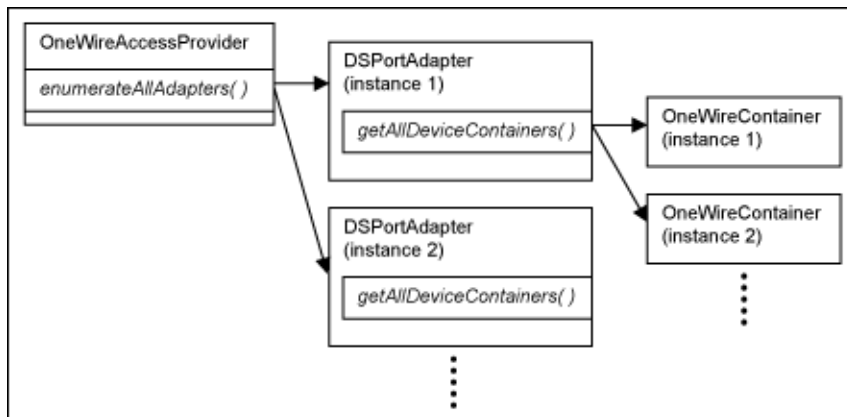 OneWireAccessProvider
enumerateAllAdapters( )
DSPortAdapter
(instance 1)
getAllDeviceContainers( )
OneWireContainer
(instance 1)
DSPortAdapter
(instance 2)
getAllDeviceContainers( )
OneWireContainer
(instance 2)